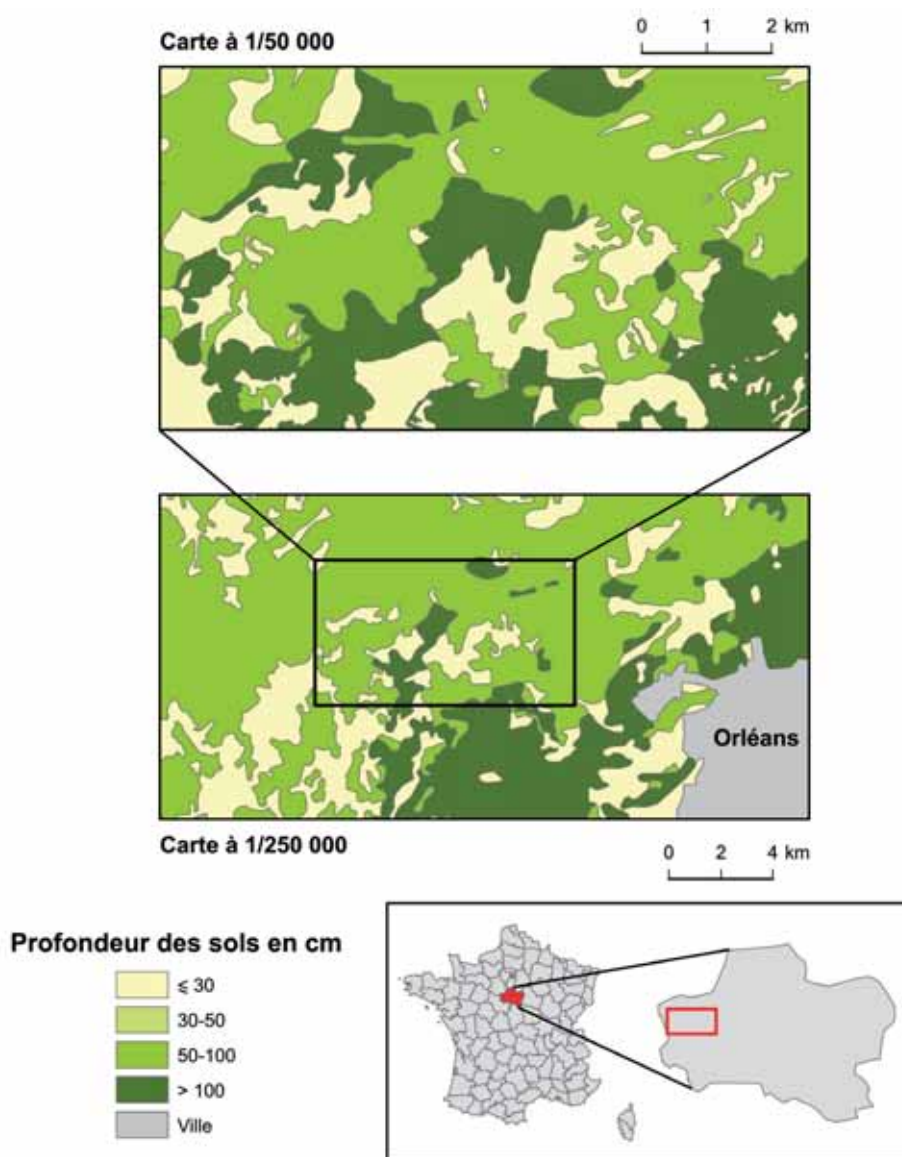 Carte à 1/50 000
0 1 2 km
Orléans
Carte à 1/250 000
0 2 4 km
Profondeur des sols en cm
⩽ 30
30-50
50-100
> 100
Ville